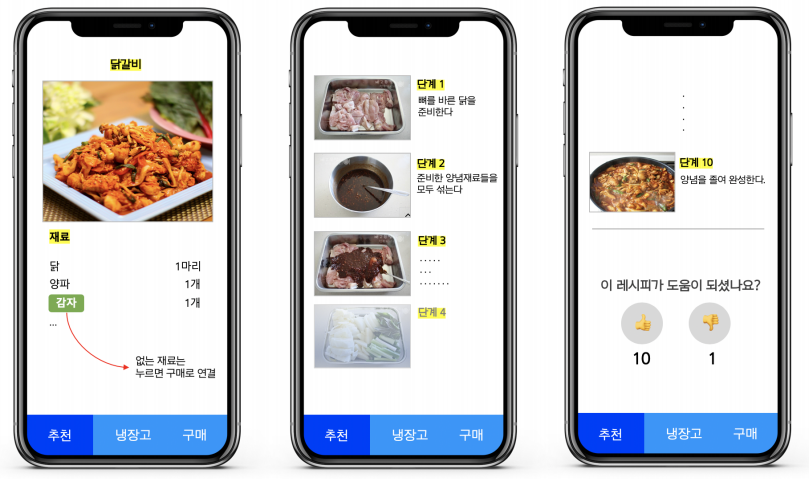 닭갈비
재료
닭 1마리
양파 1개
감자 1개
...
없는 재료는
누르면 구매로 연결
추천 냉장고 구매
단계 1
뼈를 바른 닭을
준비한다
단계 2
준비한 양념재료들을
모두 섞는다
단계 3
.....
...
.......
단계 4
추천 냉장고 구매
.
.
.
.
단계 10
양념을 졸여 완성한다.
이 레시피가 도움이 되셨나요?
10 1
추천 냉장고 구매